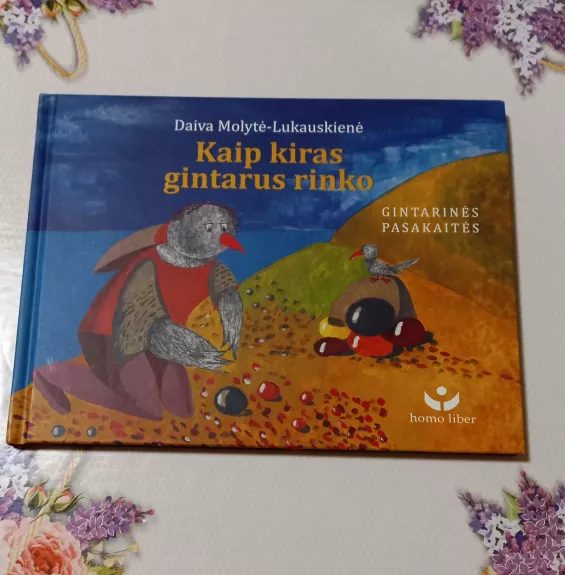 Daiva Molytė-Lukauskienė
Kaip kiras
gintarus rinko
GINTARINĖS
PASAKAITĖS
homo liber